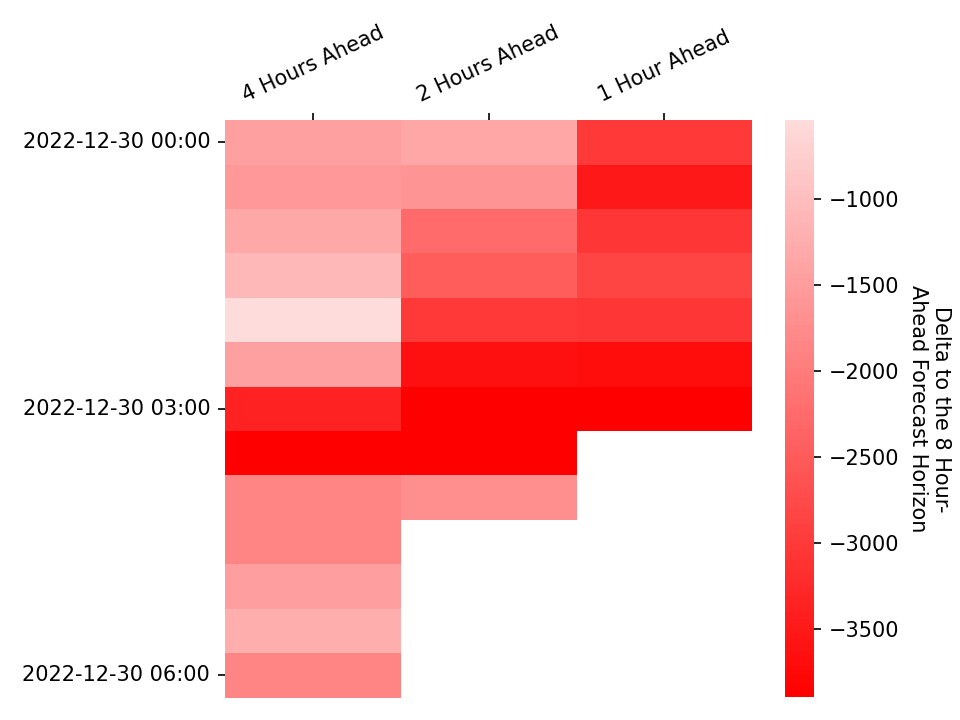 4 Hours Ahead
2 Hours Ahead
1 Hour Ahead
2022-12-30 00:00
2022-12-30 03:00
2022-12-30 06:00
−1000
−1500
−2000
−2500
−3000
−3500
Delta to the 8 Hour-
Ahead Forecast Horizon